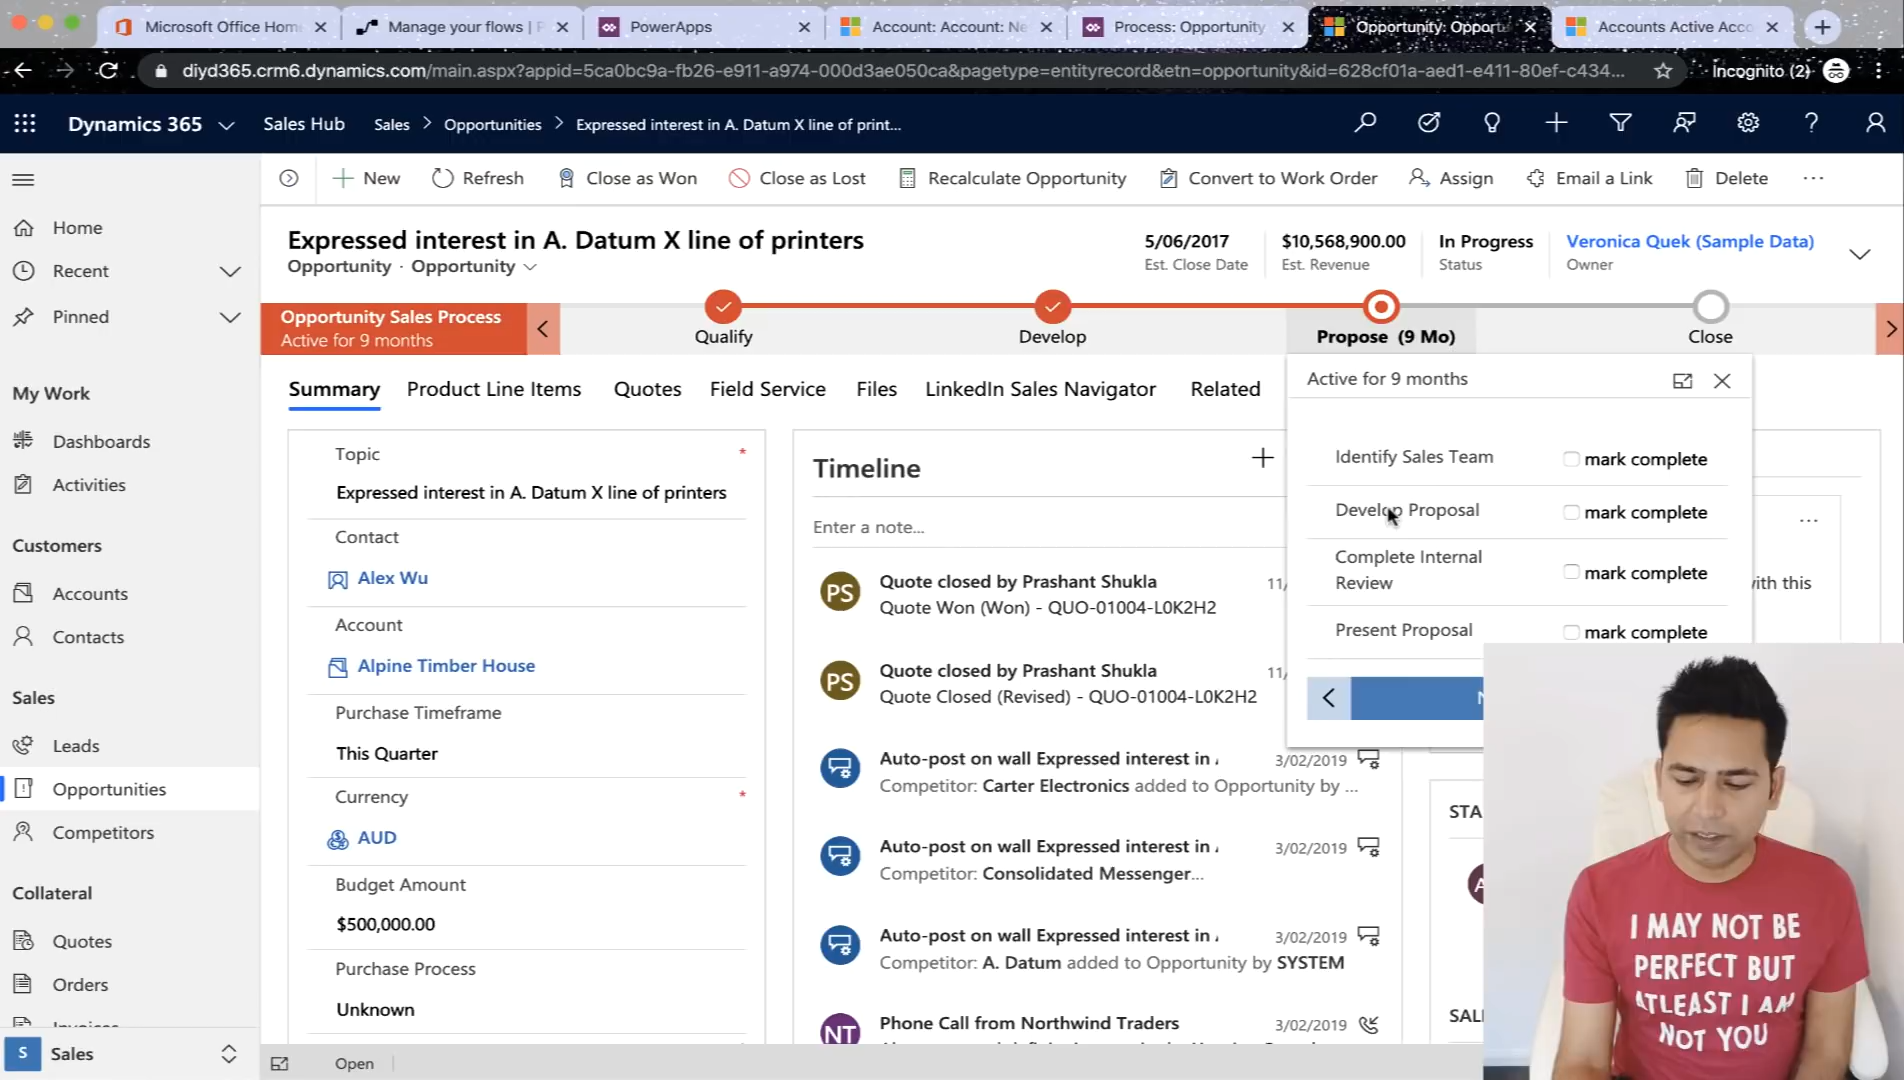 Microsoft Office Home
Manage your flows | P
PowerApps
Account: Account: Ne
Process: Opportunity
Opportunity: Opport
Accounts Active Acco
diyd365.crm6.dynamics.com/main.aspx?appid=5ca0bc9a-fb26-e911-a974-000d3ae050ca&pagetype=entityrecord&etn=opportunity&id=628cf01a-aed1-e411-80ef-c434...
Incognito (2)
Dynamics 365
Sales Hub
Sales > Opportunities > Expressed interest in A. Datum X line of print...
New
Refresh
Close as Won
Close as Lost
Recalculate Opportunity
Convert to Work Order
Assign
Email a Link
Delete
Home
Recent
Pinned
My Work
Dashboards
Activities
Customers
Accounts
Contacts
Sales
Leads
Opportunities
Competitors
Collateral
Quotes
Orders
Invoices
S Sales
Expressed interest in A. Datum X line of printers
Opportunity · Opportunity
5/06/2017
Est. Close Date
$10,568,900.00
Est. Revenue
In Progress
Status
Veronica Quek (Sample Data)
Owner
Opportunity Sales Process
Active for 9 months
Qualify
Develop
Propose (9 Mo)
Close
Summary
Product Line Items
Quotes
Field Service
Files
LinkedIn Sales Navigator
Related
Topic *
Expressed interest in A. Datum X line of printers
Contact
Alex Wu
Account
Alpine Timber House
Purchase Timeframe
This Quarter
Currency *
AUD
Budget Amount
$500,000.00
Purchase Process
Unknown
Timeline
Enter a note...
PS
Quote closed by Prashant Shukla 11/
Quote Won (Won) - QUO-01004-L0K2H2
PS
Quote closed by Prashant Shukla 11/
Quote Closed (Revised) - QUO-01004-L0K2H2
Auto-post on wall Expressed interest in 3/02/2019
Competitor: Carter Electronics added to Opportunity by ...
Auto-post on wall Expressed interest in 3/02/2019
Competitor: Consolidated Messenger...
Auto-post on wall Expressed interest in 3/02/2019
Competitor: A. Datum added to Opportunity by SYSTEM
NT
Phone Call from Northwind Traders 3/02/2019
Active for 9 months
Identify Sales Team mark complete
Develop Proposal mark complete
Complete Internal
Review mark complete
Present Proposal mark complete
with this
STA
SAL
Open
I MAY NOT BE
PERFECT BUT
ATLEAST I AM
NOT YOU